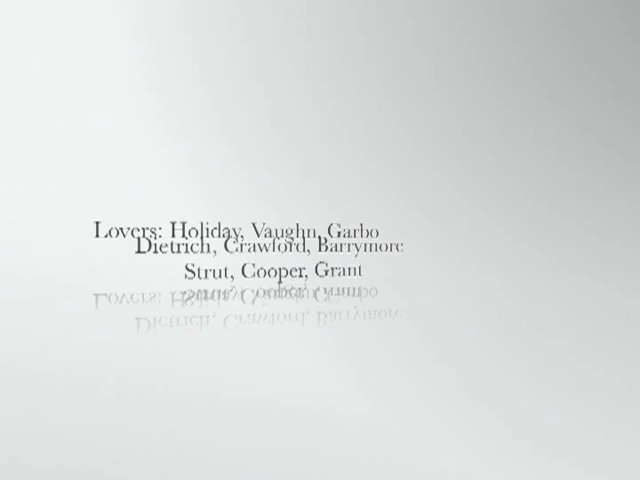 Lovers: Holiday, Vaughn, Garbo
Dietrich, Crawford, Barrymore
Strut, Cooper, Grant